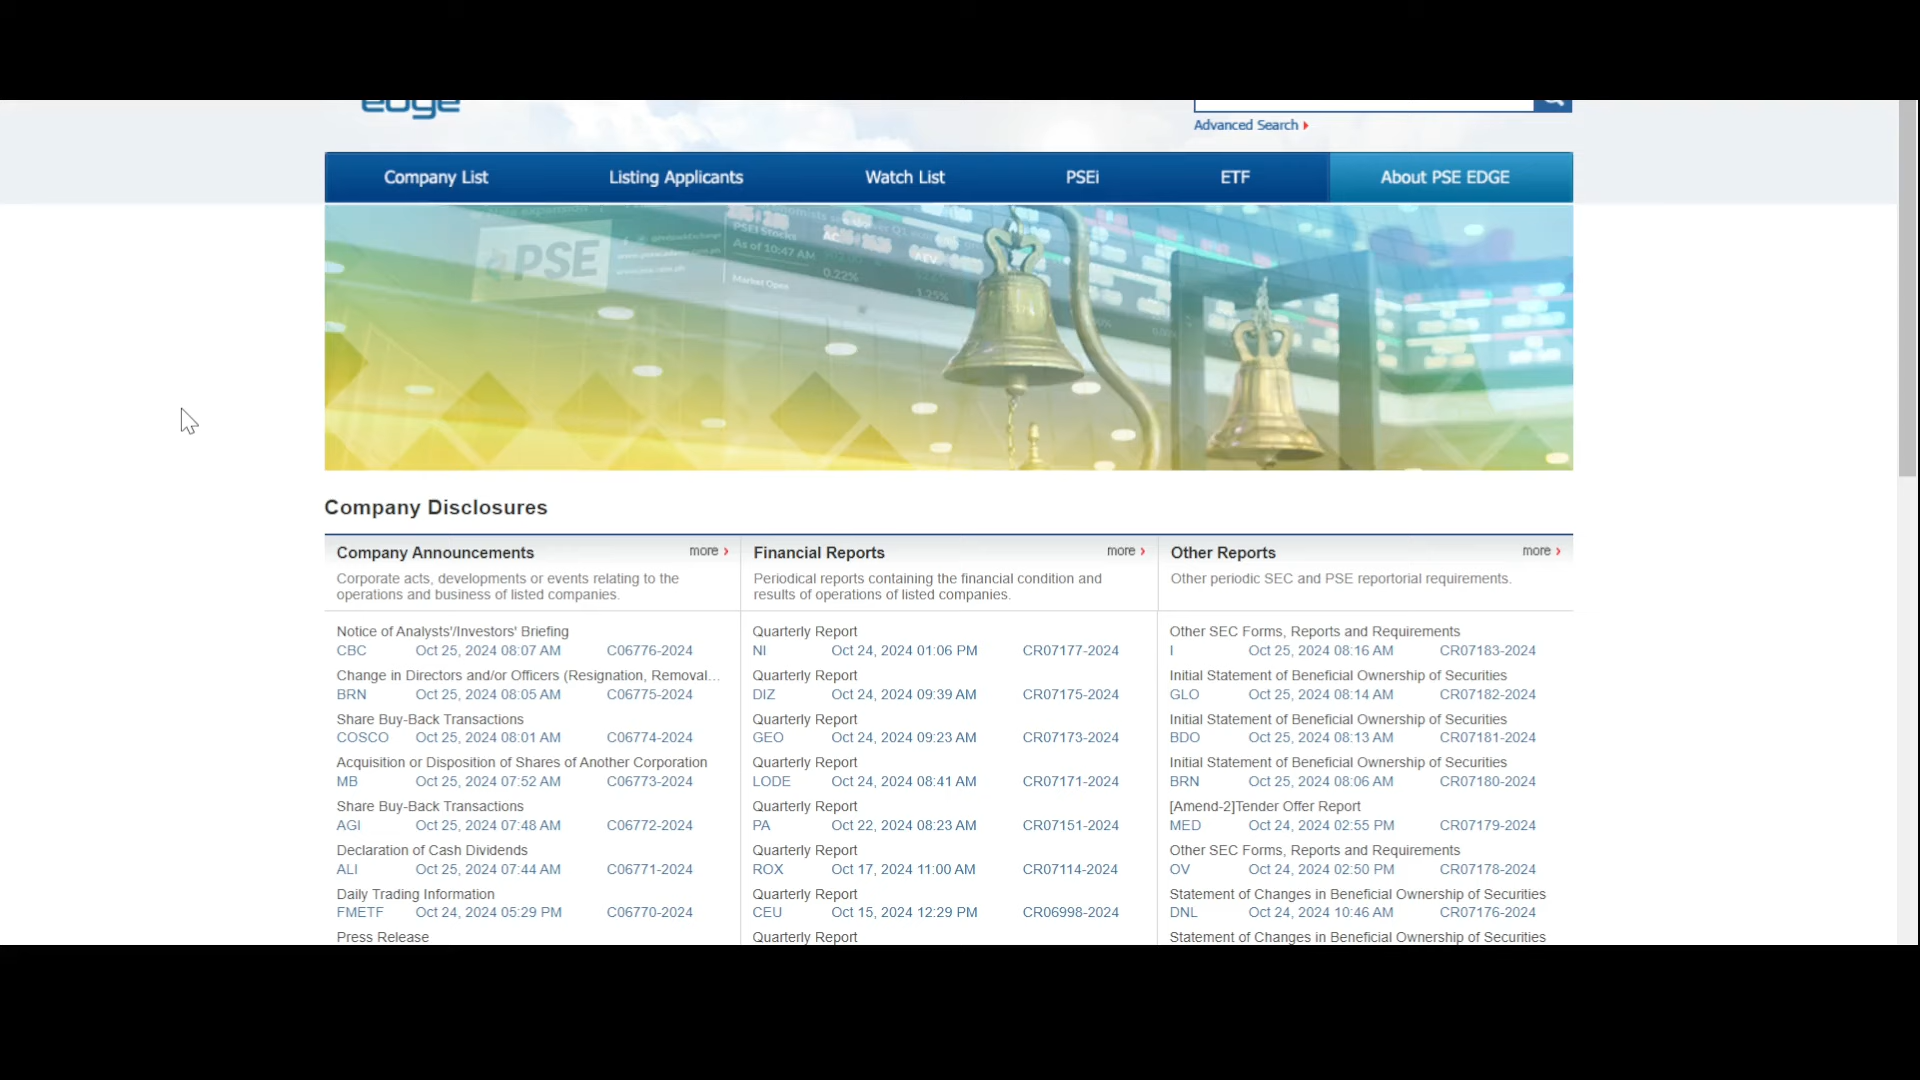 edge
Advanced Search
Company List
Listing Applicants
Watch List
PSEi
ETF
About PSE EDGE
PSE
PSEi Stocks
As of 10:47 AM
0.22%
Market Open
1.25%
Company Disclosures
Company Announcements more
Corporate acts, developments or events relating to the
operations and business of listed companies.
Notice of Analysts'/Investors' Briefing
CBC Oct 25, 2024 08:07 AM C06776-2024
Change in Directors and/or Officers (Resignation, Removal...
BRN Oct 25, 2024 08:05 AM C06775-2024
Share Buy-Back Transactions
COSCO Oct 25, 2024 08:01 AM C06774-2024
Acquisition or Disposition of Shares of Another Corporation
MB Oct 25, 2024 07:52 AM C06773-2024
Share Buy-Back Transactions
AGI Oct 25, 2024 07:48 AM C06772-2024
Declaration of Cash Dividends
ALI Oct 25, 2024 07:44 AM C06771-2024
Daily Trading Information
FMETF Oct 24, 2024 05:29 PM C06770-2024
Press Release
Financial Reports more
Periodical reports containing the financial condition and
results of operations of listed companies.
Quarterly Report
NI Oct 24, 2024 01:06 PM CR07177-2024
Quarterly Report
DIZ Oct 24, 2024 09:39 AM CR07175-2024
Quarterly Report
GEO Oct 24, 2024 09:23 AM CR07173-2024
Quarterly Report
LODE Oct 24, 2024 08:41 AM CR07171-2024
Quarterly Report
PA Oct 22, 2024 08:23 AM CR07151-2024
Quarterly Report
ROX Oct 17, 2024 11:00 AM CR07114-2024
Quarterly Report
CEU Oct 15, 2024 12:29 PM CR06998-2024
Quarterly Report
Other Reports more
Other periodic SEC and PSE reportorial requirements.
Other SEC Forms, Reports and Requirements
I Oct 25, 2024 08:16 AM CR07183-2024
Initial Statement of Beneficial Ownership of Securities
GLO Oct 25, 2024 08:14 AM CR07182-2024
Initial Statement of Beneficial Ownership of Securities
BDO Oct 25, 2024 08:13 AM CR07181-2024
Initial Statement of Beneficial Ownership of Securities
BRN Oct 25, 2024 08:06 AM CR07180-2024
[Amend-2]Tender Offer Report
MED Oct 24, 2024 02:55 PM CR07179-2024
Other SEC Forms, Reports and Requirements
OV Oct 24, 2024 02:50 PM CR07178-2024
Statement of Changes in Beneficial Ownership of Securities
DNL Oct 24, 2024 10:46 AM CR07176-2024
Statement of Changes in Beneficial Ownership of Securities